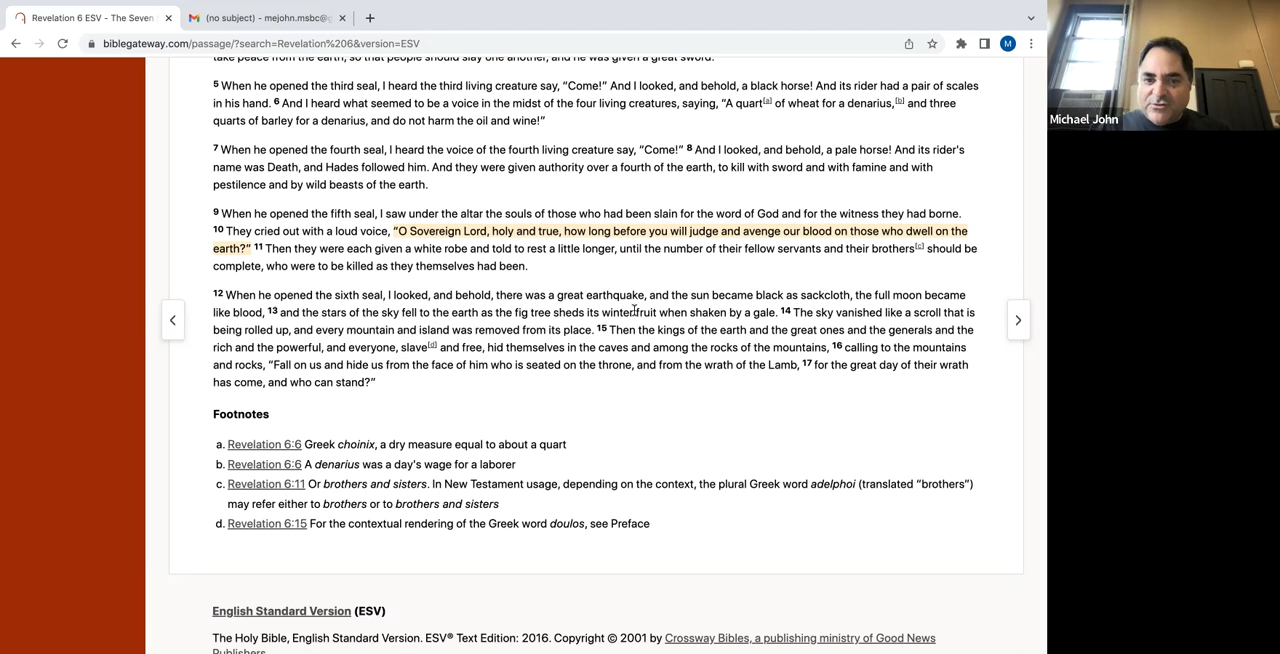 Revelation 6 ESV - The Seven
(no subject) - mejohn.msbc@g
biblegateway.com/passage/?search=Revelation%206&version=ESV
M
take peace from the earth, so that people should slay one another, and he was given a great sword.
5 When he opened the third seal, I heard the third living creature say, “Come!” And I looked, and behold, a black horse! And its rider had a pair of scales
in his hand. 6 And I heard what seemed to be a voice in the midst of the four living creatures, saying, “A quart[a] of wheat for a denarius,[b] and three
quarts of barley for a denarius, and do not harm the oil and wine!”
7 When he opened the fourth seal, I heard the voice of the fourth living creature say, “Come!” 8 And I looked, and behold, a pale horse! And its rider's
name was Death, and Hades followed him. And they were given authority over a fourth of the earth, to kill with sword and with famine and with
pestilence and by wild beasts of the earth.
9 When he opened the fifth seal, I saw under the altar the souls of those who had been slain for the word of God and for the witness they had borne.
10 They cried out with a loud voice, “O Sovereign Lord, holy and true, how long before you will judge and avenge our blood on those who dwell on the
earth?” 11 Then they were each given a white robe and told to rest a little longer, until the number of their fellow servants and their brothers[c] should be
complete, who were to be killed as they themselves had been.
12 When he opened the sixth seal, I looked, and behold, there was a great earthquake, and the sun became black as sackcloth, the full moon became
like blood, 13 and the stars of the sky fell to the earth as the fig tree sheds its winter fruit when shaken by a gale. 14 The sky vanished like a scroll that is
being rolled up, and every mountain and island was removed from its place. 15 Then the kings of the earth and the great ones and the generals and the
rich and the powerful, and everyone, slave[d] and free, hid themselves in the caves and among the rocks of the mountains, 16 calling to the mountains
and rocks, “Fall on us and hide us from the face of him who is seated on the throne, and from the wrath of the Lamb, 17 for the great day of their wrath
has come, and who can stand?”
Footnotes
a. Revelation 6:6 Greek choinix, a dry measure equal to about a quart
b. Revelation 6:6 A denarius was a day's wage for a laborer
c. Revelation 6:11 Or brothers and sisters. In New Testament usage, depending on the context, the plural Greek word adelphoi (translated “brothers”)
may refer either to brothers or to brothers and sisters
d. Revelation 6:15 For the contextual rendering of the Greek word doulos, see Preface
English Standard Version (ESV)
The Holy Bible, English Standard Version. ESV® Text Edition: 2016. Copyright © 2001 by Crossway Bibles, a publishing ministry of Good News
Publishers.
Michael John